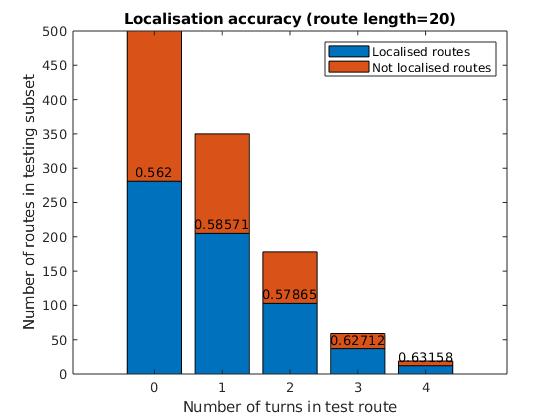 Localisation accuracy (route length=20)
Localised routes
Not localised routes
Number of routes in testing subset
500
450
400
350
300
250
200
150
100
50
0
0.562
0.58571
0.57865
0.62712
0.63158
0 1 2 3 4
Number of turns in test route